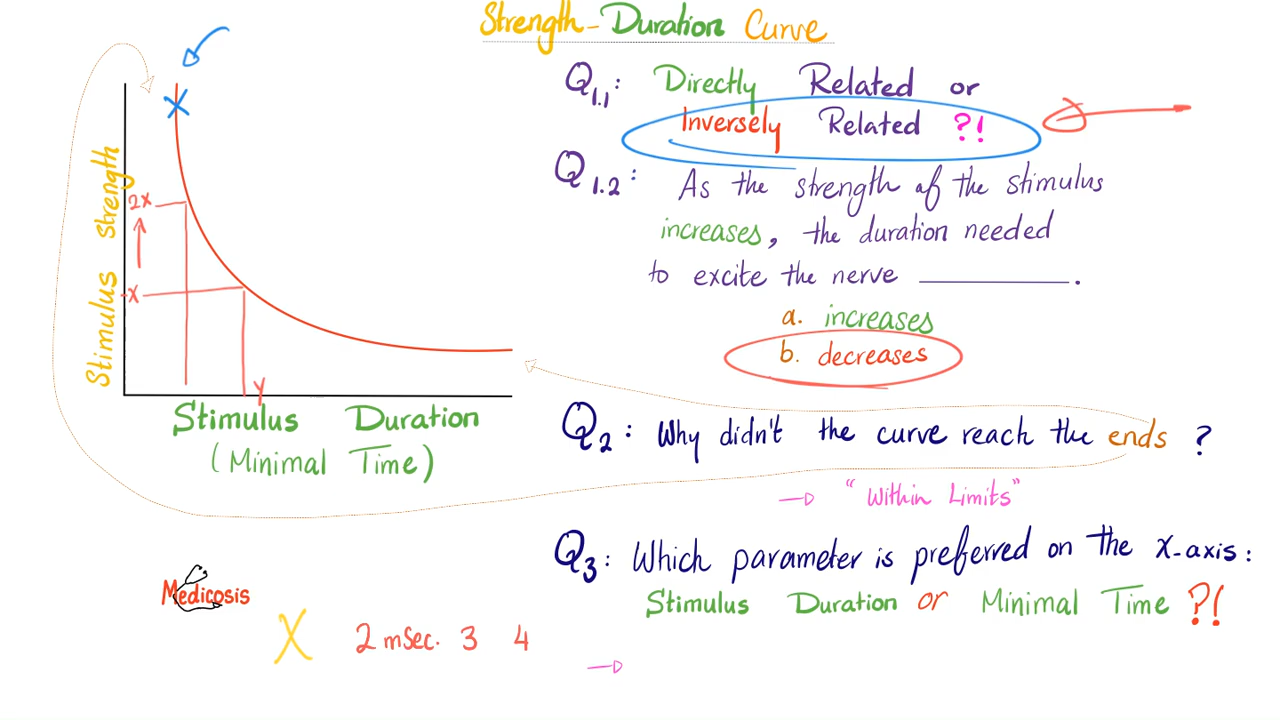 Strength-Duration Curve
Q1.1: Directly Related or
Inversely Related ?!
Q1.2: As the strength of the stimulus
increases, the duration needed
to excite the nerve ________.
a. increases
b. decreases
X
2x
x
y
Stimulus Strength
Stimulus Duration
(Minimal Time)
Q2: Why didn't the curve reach the ends ?
→ "Within Limits"
Q3: Which parameter is preferred on the x-axis:
Stimulus Duration or Minimal Time ?!
Medicosis
X 2 msec. 3 4
→